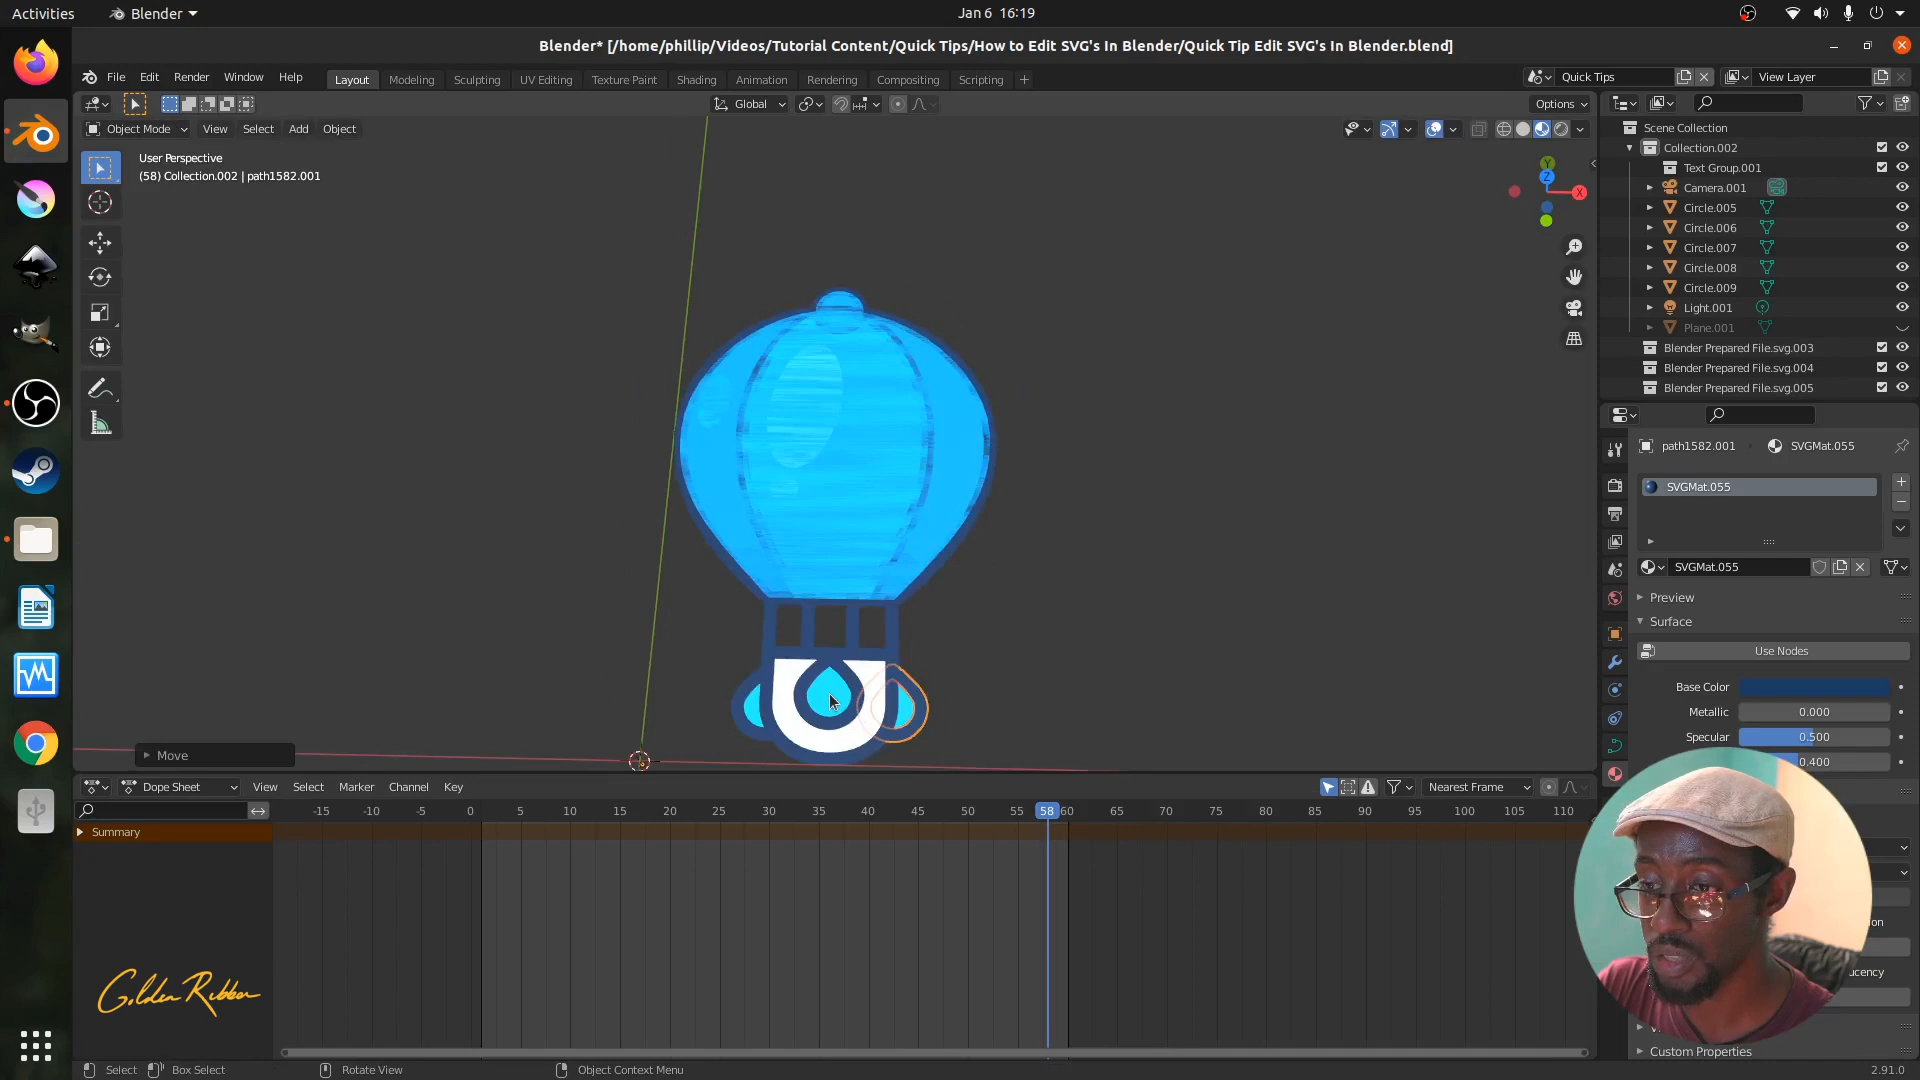 Activities Blender Jan 6 16:19
Blender* [/home/phillip/Videos/Tutorial Content/Quick Tips/How to Edit SVG's In Blender/Quick Tip Edit SVG's In Blender.blend]
File Edit Render Window Help Layout Modeling Sculpting UV Editing Texture Paint Shading Animation Rendering Compositing Scripting + Quick Tips View Layer
Global Options
Object Mode View Select Add Object
User Perspective
(58) Collection.002 | path1582.001
Y
Z
X
Scene Collection
Collection.002
Text Group.001
Camera.001
Circle.005
Circle.006
Circle.007
Circle.008
Circle.009
Light.001
Plane.001
Blender Prepared File.svg.003
Blender Prepared File.svg.004
Blender Prepared File.svg.005
path1582.001 SVGMat.055
SVGMat.055
SVGMat.055
Preview
Surface
Use Nodes
Base Color
Metallic 0.000
Specular 0.500
0.400
Custom Properties
Move
Dope Sheet View Select Marker Channel Key Nearest Frame
-15 -10 -5 0 5 10 15 20 25 30 35 40 45 50 55 58 60 65 70 75 80 85 90 95 100 105 110
Summary
Golden Ribbon
Select Box Select Rotate View Object Context Menu 2.91.0